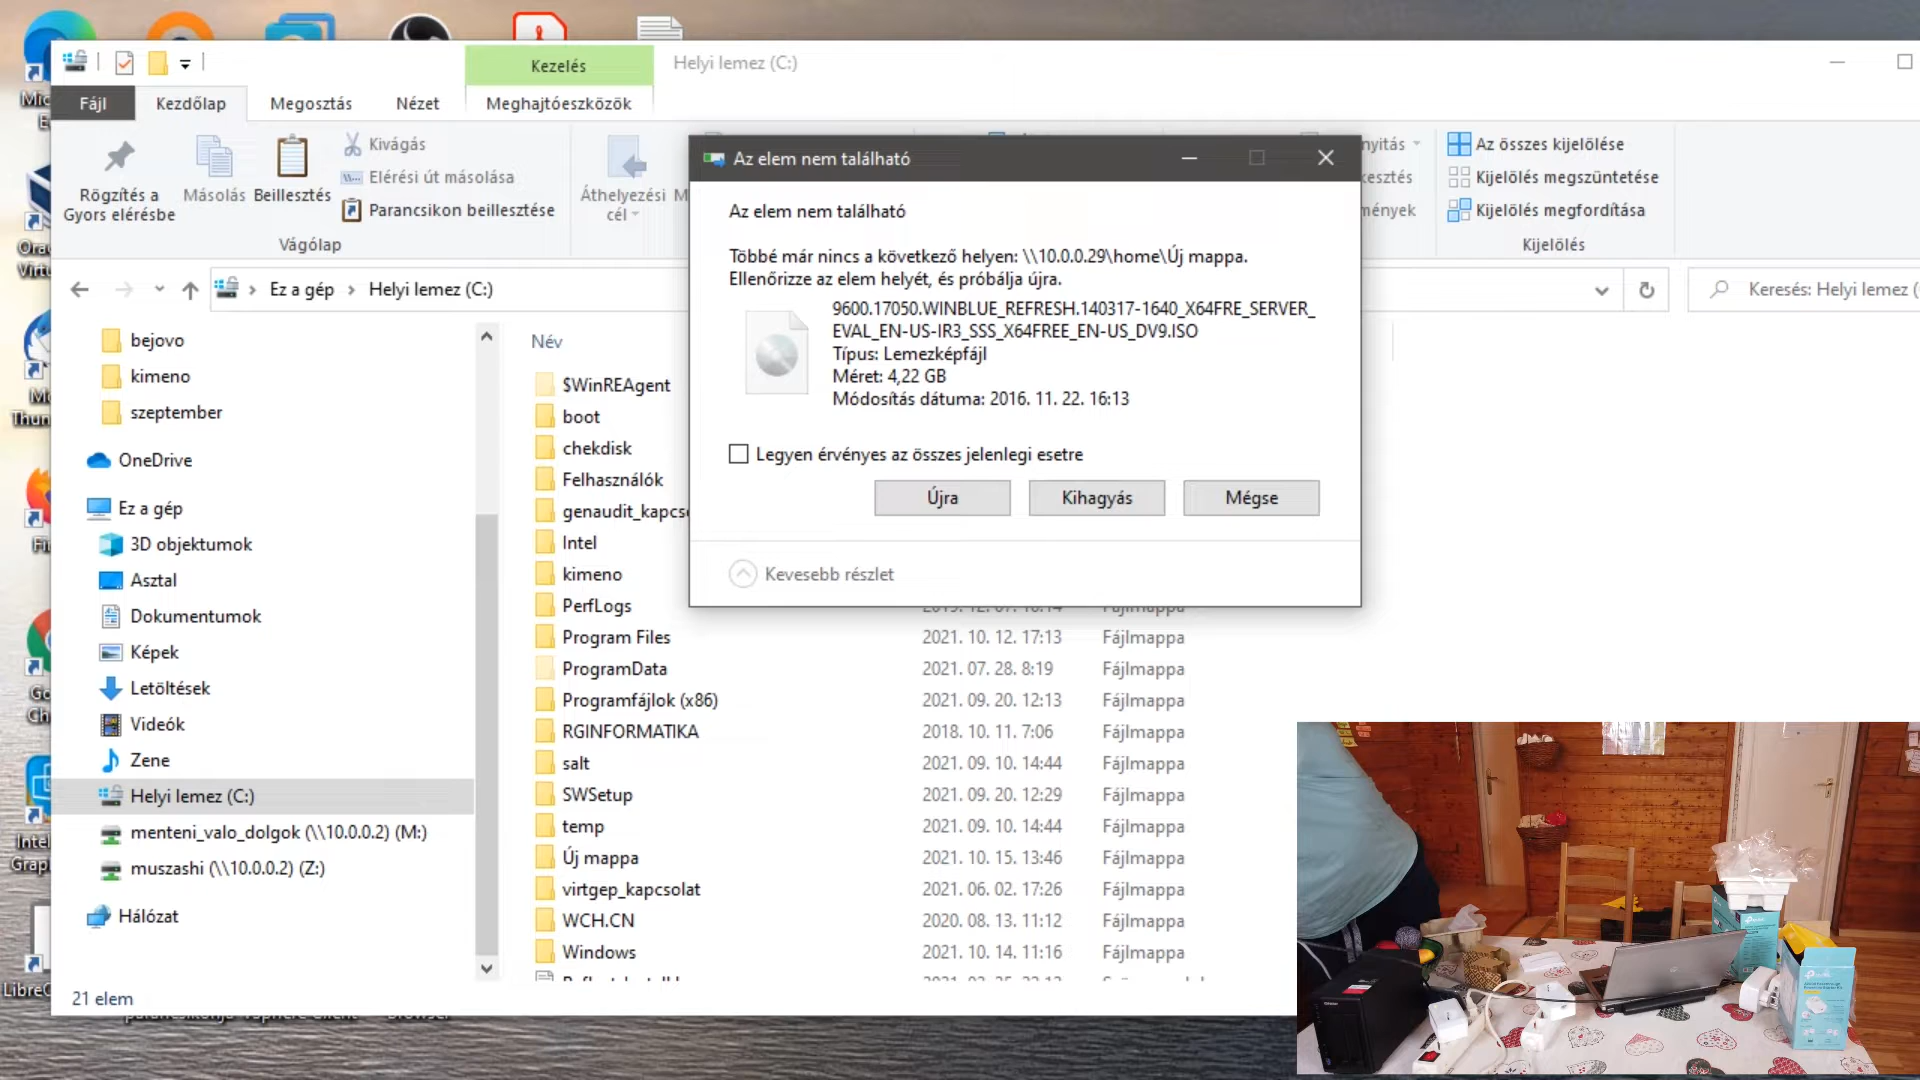 Kezelés
Helyi lemez (C:)
Fájl
Kezdőlap
Megosztás
Nézet
Meghajtóeszközök
Rögzítés a
Gyors elérésbe
Másolás
Beillesztés
Kivágás
Elérési út másolása
Parancsikon beillesztése
Vágólap
Áthelyezési
cél
Az összes kijelölése
Kijelölés megszüntetése
Kijelölés megfordítása
Kijelölés
Ez a gép
Helyi lemez (C:)
Keresés: Helyi lemez (
bejovo
kimeno
szeptember
OneDrive
Ez a gép
3D objektumok
Asztal
Dokumentumok
Képek
Letöltések
Videók
Zene
Helyi lemez (C:)
menteni_valo_dolgok (\\10.0.0.2) (M:)
muszashi (\\10.0.0.2) (Z:)
Hálózat
21 elem
Név
$WinREAgent
boot
chekdisk
Felhasználók
Intel
kimeno
PerfLogs
Program Files 2021. 10. 12. 17:13 Fájlmappa
ProgramData 2021. 07. 28. 8:19 Fájlmappa
Programfájlok (x86) 2021. 09. 20. 12:13 Fájlmappa
RGINFORMATIKA 2018. 10. 11. 7:06 Fájlmappa
salt 2021. 09. 10. 14:44 Fájlmappa
SWSetup 2021. 09. 20. 12:29 Fájlmappa
temp 2021. 09. 10. 14:44 Fájlmappa
Új mappa 2021. 10. 15. 13:46 Fájlmappa
virtgep_kapcsolat 2021. 06. 02. 17:26 Fájlmappa
WCH.CN 2020. 08. 13. 11:12 Fájlmappa
Windows 2021. 10. 14. 11:16 Fájlmappa
Az elem nem található
Az elem nem található
Többé már nincs a következő helyen: \\10.0.0.29\home\Új mappa.
Ellenőrizze az elem helyét, és próbálja újra.
9600.17050.WINBLUE_REFRESH.140317-1640_X64FRE_SERVER_
EVAL_EN-US-IR3_SSS_X64FREE_EN-US_DV9.ISO
Típus: Lemezképfájl
Méret: 4,22 GB
Módosítás dátuma: 2016. 11. 22. 16:13
Legyen érvényes az összes jelenlegi esetre
Újra
Kihagyás
Mégse
Kevesebb részlet